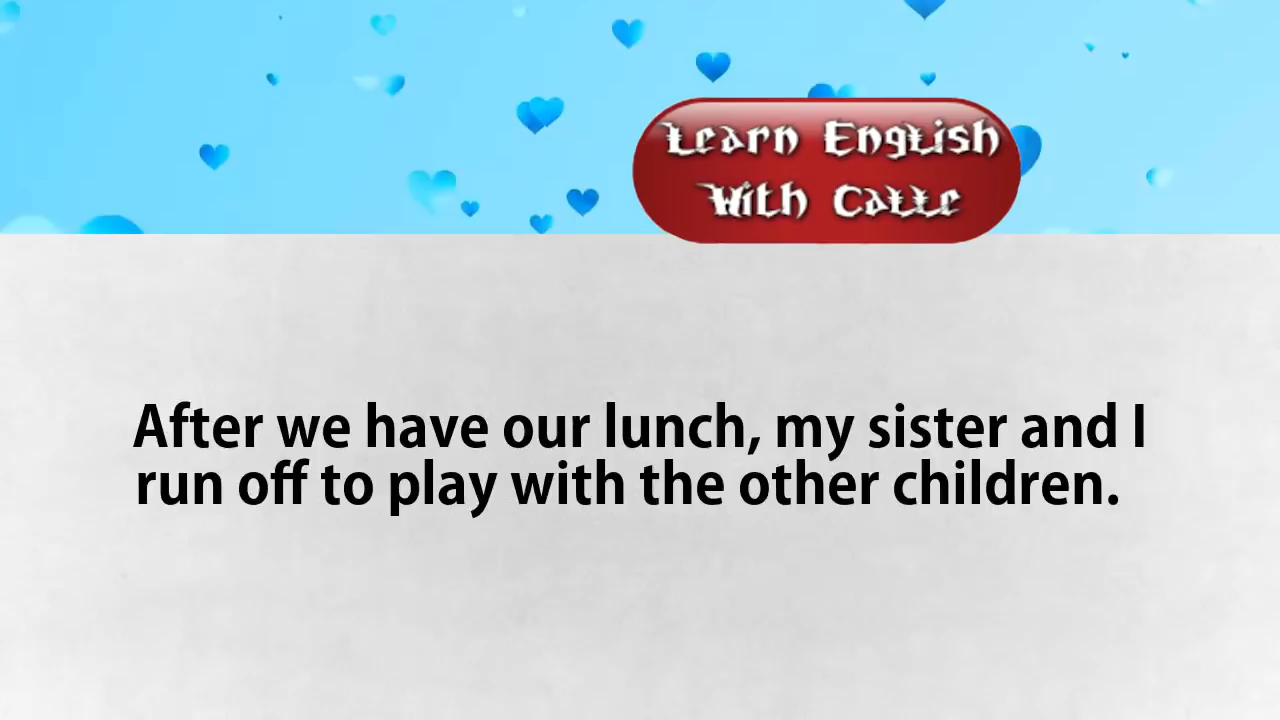 Learn English
With Catte
After we have our lunch, my sister and I
run off to play with the other children.